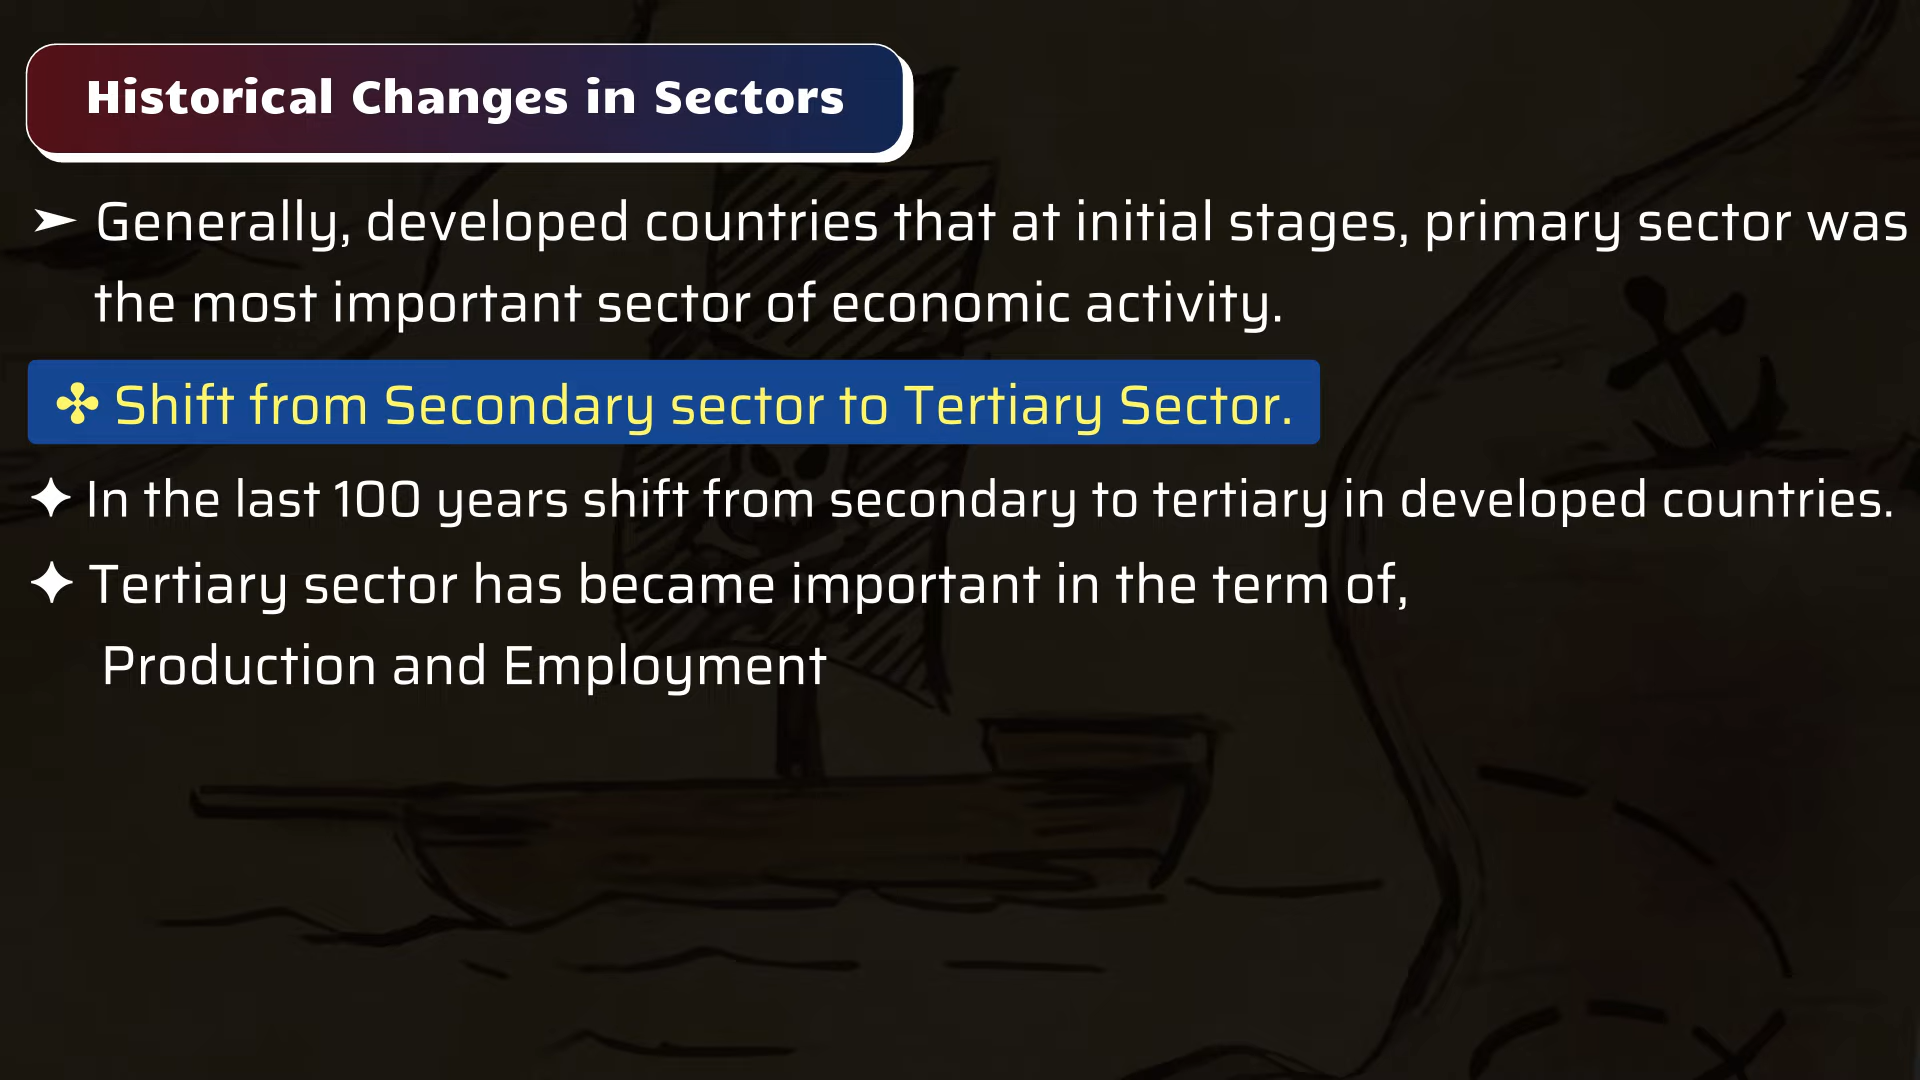 Historical Changes in Sectors
➢ Generally, developed countries that at initial stages, primary sector was
the most important sector of economic activity.
✤ Shift from Secondary sector to Tertiary Sector.
✦ In the last 100 years shift from secondary to tertiary in developed countries.
✦ Tertiary sector has became important in the term of,
Production and Employment